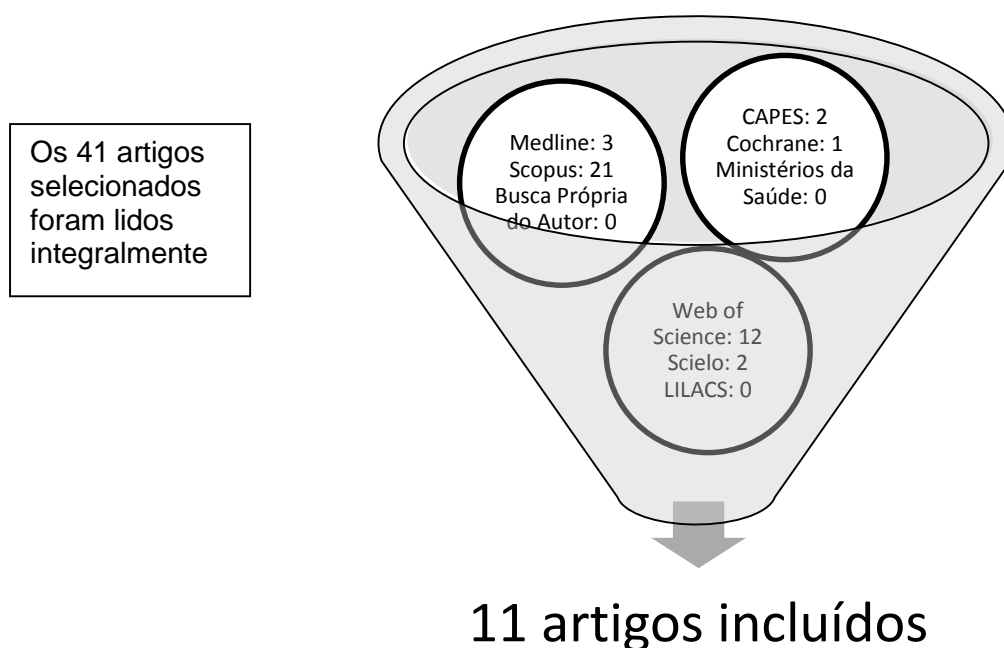 Os 41 artigos
selecionados
foram lidos
integralmente
Medline: 3
Scopus: 21
Busca Própria
do Autor: 0
CAPES: 2
Cochrane: 1
Ministérios da
Saúde: 0
Web of
Science: 12
Scielo: 2
LILACS: 0
11 artigos incluídos